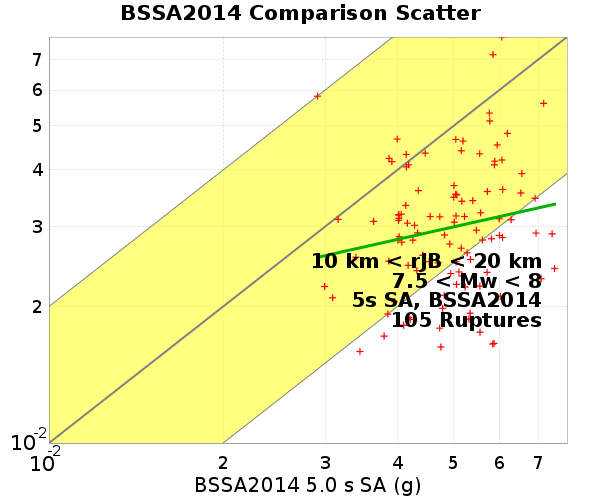 BSSA2014 Comparison Scatter
7
6
5
4
3
2
10-2
10-2
2 3 4 5 6 7
10 km < rJB < 20 km
7.5 < Mw < 8
5s SA, BSSA2014
105 Ruptures
BSSA2014 5.0 s SA (g)